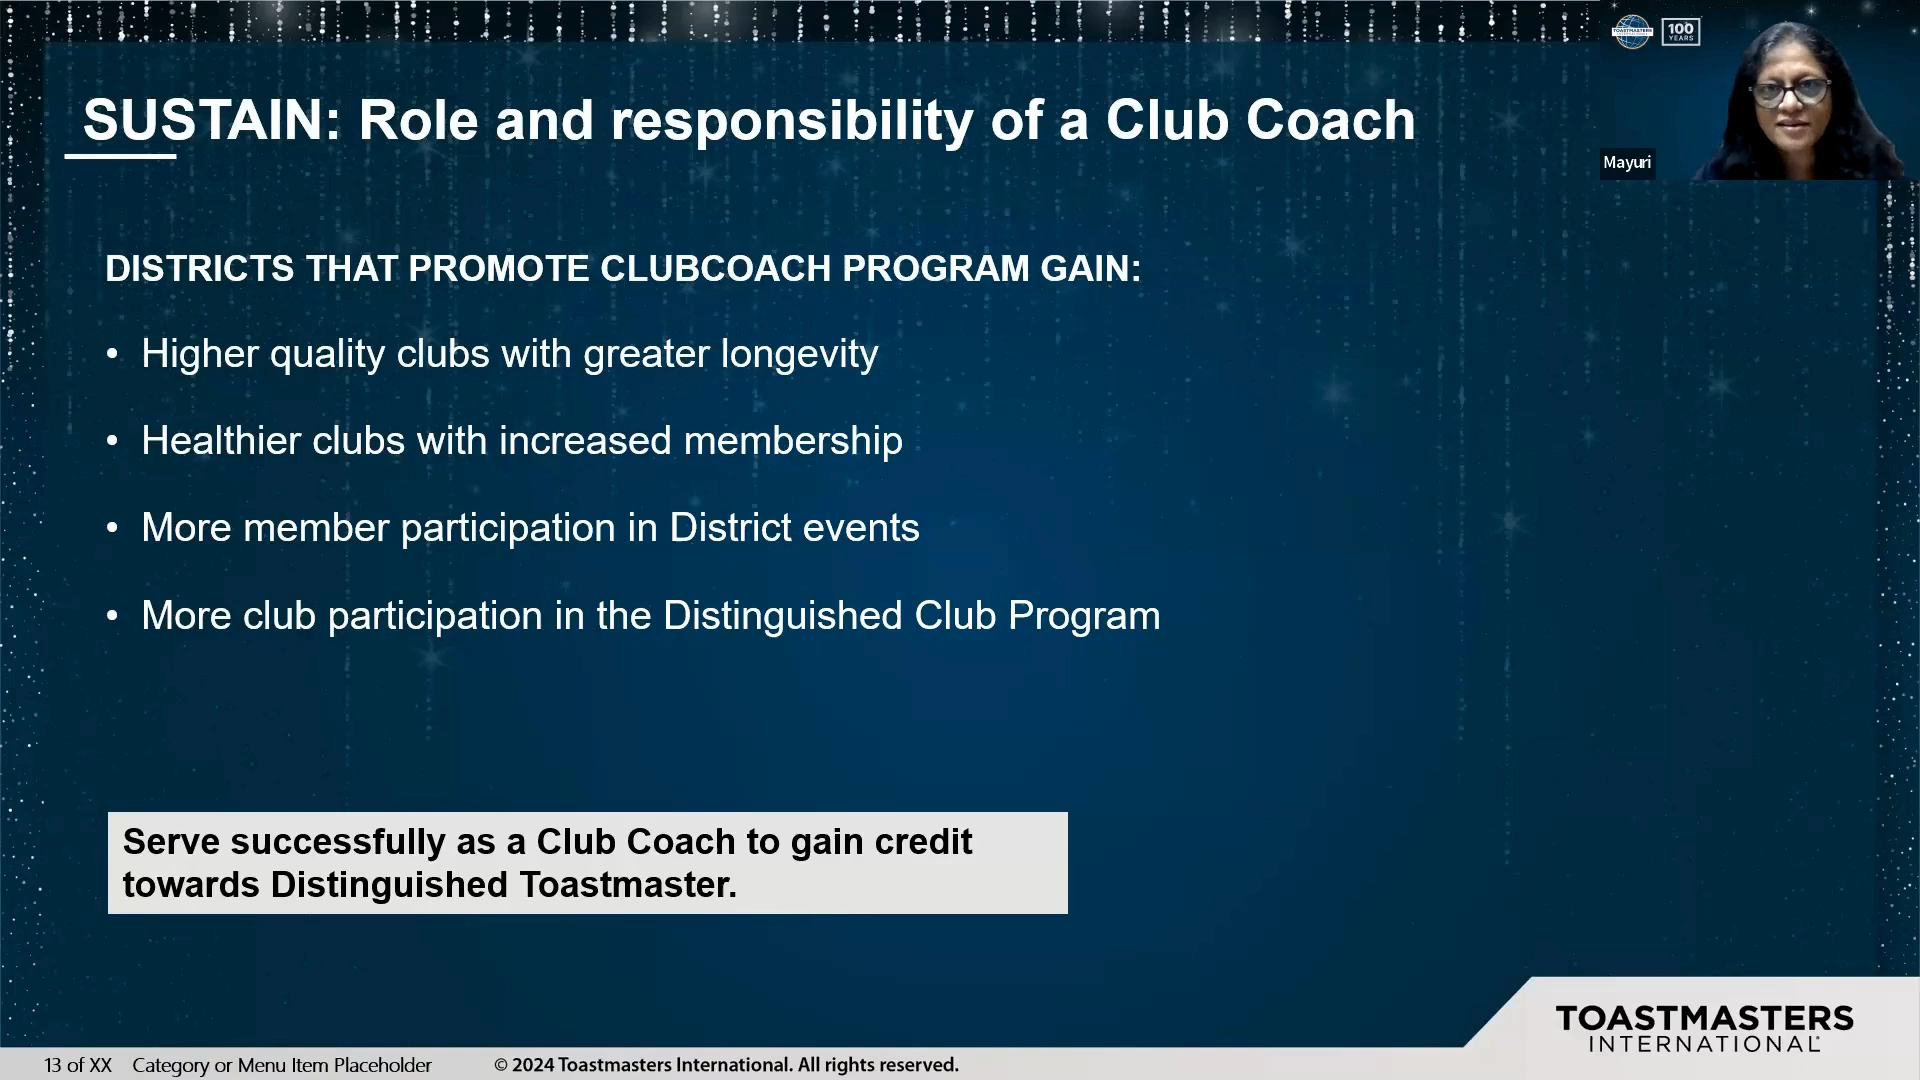 TOASTMASTERS
INTERNATIONAL
100
YEARS
SUSTAIN: Role and responsibility of a Club Coach
Mayuri
DISTRICTS THAT PROMOTE CLUBCOACH PROGRAM GAIN:
• Higher quality clubs with greater longevity
• Healthier clubs with increased membership
• More member participation in District events
• More club participation in the Distinguished Club Program
Serve successfully as a Club Coach to gain credit
towards Distinguished Toastmaster.
TOASTMASTERS
INTERNATIONAL
13 of XX Category or Menu Item Placeholder © 2024 Toastmasters International. All rights reserved.